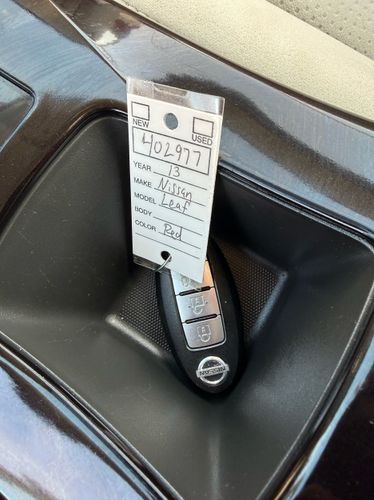 NEW USED
402977
YEAR 13
MAKE Nissan
MODEL Leaf
BODY
COLOR Red
NISSAN